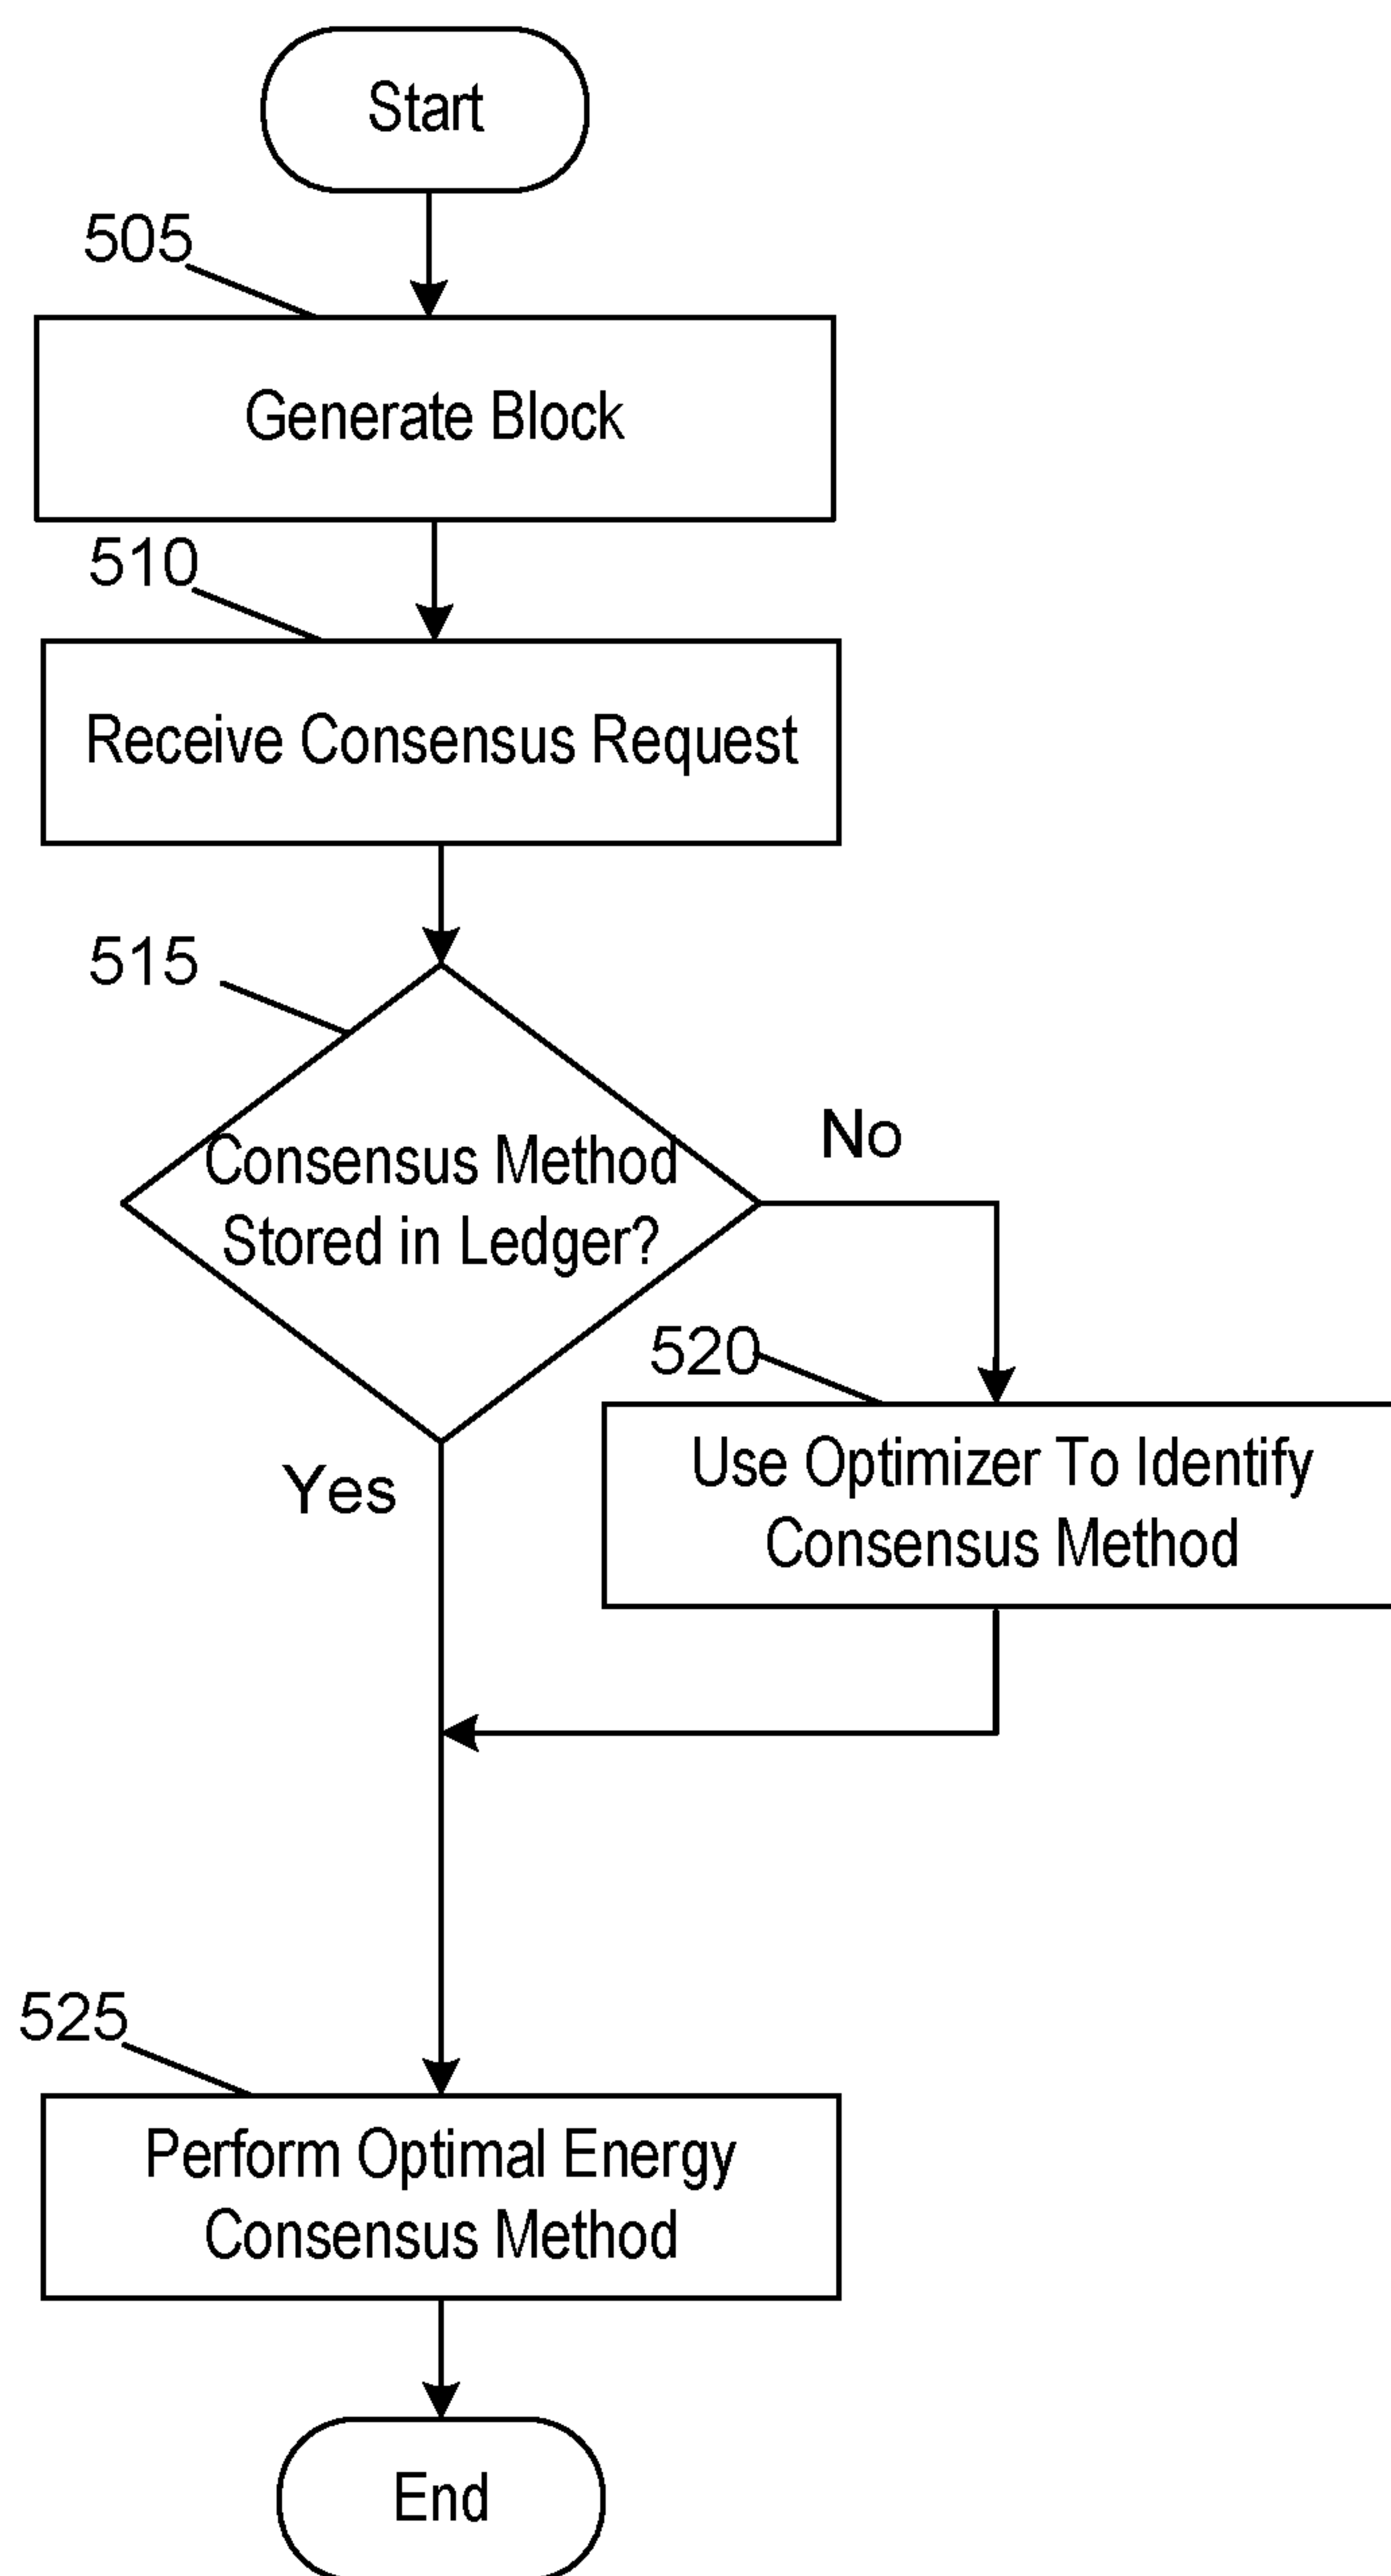 Start
505
Generate Block
510
Receive Consensus Request
515
Consensus Method
Stored in Ledger?
No
520
Use Optimizer To Identify
Consensus Method
Yes
525
Perform Optimal Energy
Consensus Method
End